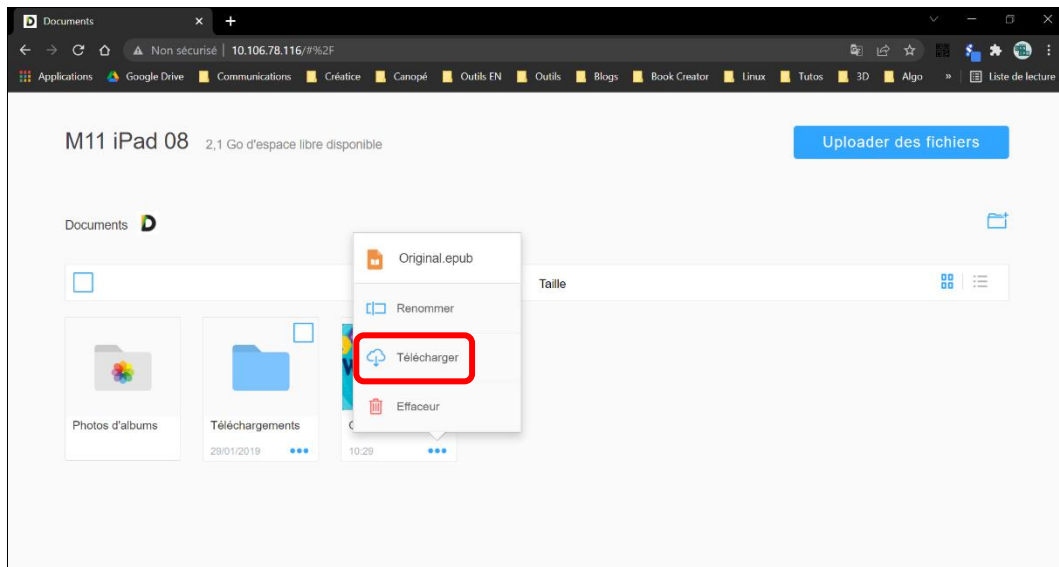 Documents
Non sécurisé | 10.106.78.116/#%2F
Applications Google Drive Communications Créatice Canopé Outils EN Outils Blogs Book Creator Linux Tutos 3D Algo » Liste de lecture
M11 iPad 08 2,1 Go d'espace libre disponible
Uploader des fichiers
Documents
Taille
Original.epub
Renommer
Télécharger
Effaceur
Photos d'albums
Téléchargements
29/01/2019
10:29